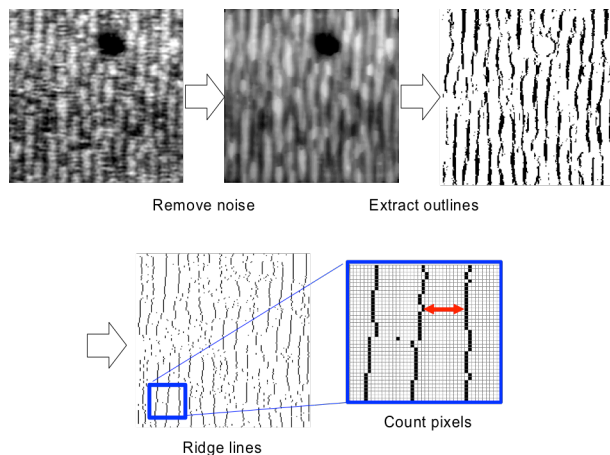 Remove noise
Extract outlines
Ridge lines
Count pixels